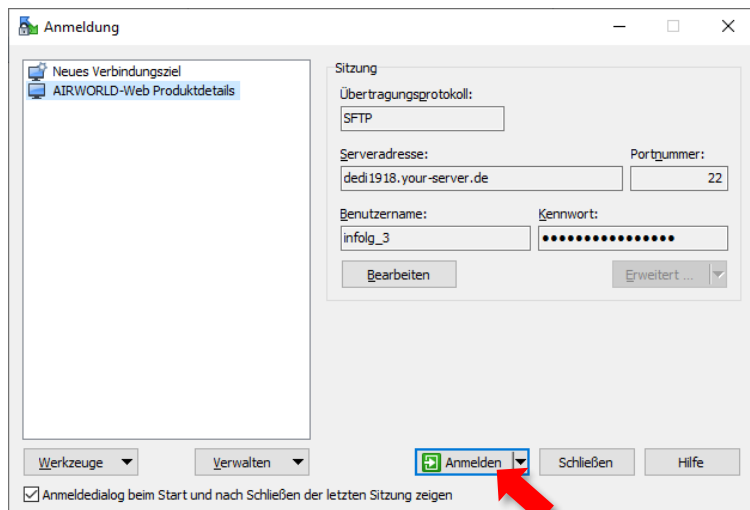 Anmeldung
Neues Verbindungsziel
AIRWORLD-Web Produktdetails
Sitzung
Übertragungsprotokoll:
SFTP
Serveradresse:
Portnummer:
dedi1918.your-server.de
22
Benutzername:
Kennwort:
infolg_3
••••••••••••••••
Bearbeiten
Erweitert ...
Werkzeuge
Verwalten
Anmelden
Schließen
Hilfe
Anmeldedialog beim Start und nach Schließen der letzten Sitzung zeigen